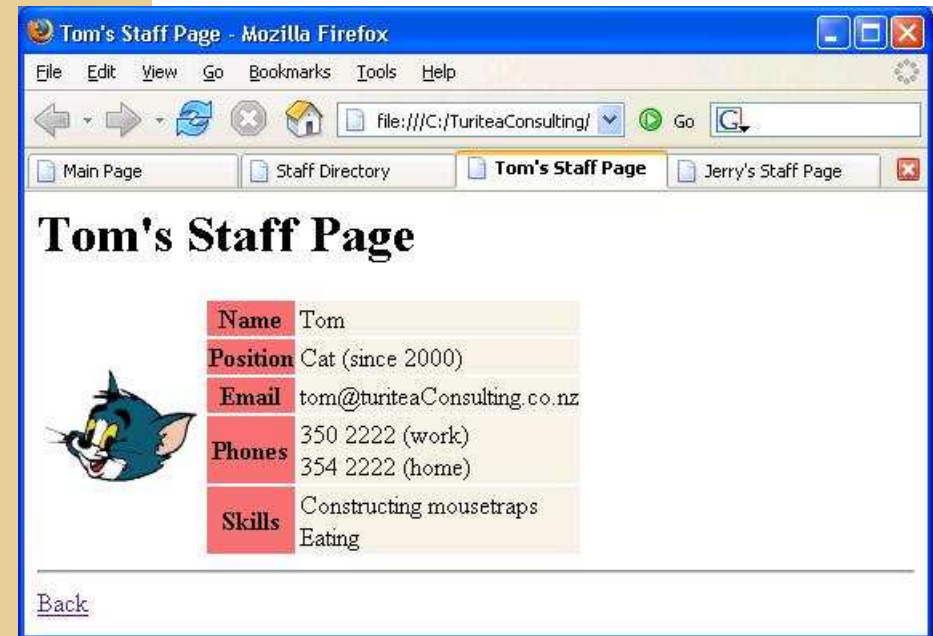 Tom's Staff Page - Mozilla Firefox
File Edit View Go Bookmarks Tools Help
file:///C:/TuriteaConsulting/ Go G
Main Page Staff Directory Tom's Staff Page Jerry's Staff Page
Tom's Staff Page
Name Tom
Position Cat (since 2000)
Email tom@turiteaConsulting.co.nz
Phones 350 2222 (work)
354 2222 (home)
Skills Constructing mousetraps
Eating
Back